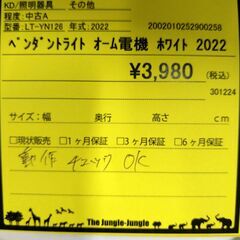 KD/照明器具 その他
程度:中古A
型番:LT-YN126 年式:2022 2002010252900258
ペンダントライト オーム電機 ホワイト 2022
¥3,980 (税込)
301224
サイズ:幅 奥行き 高さ cm
□現状販売 □1ヶ月保証 □3ヶ月保証 □6ヶ月保証
動作チェックOK
The Jungle-Jungle